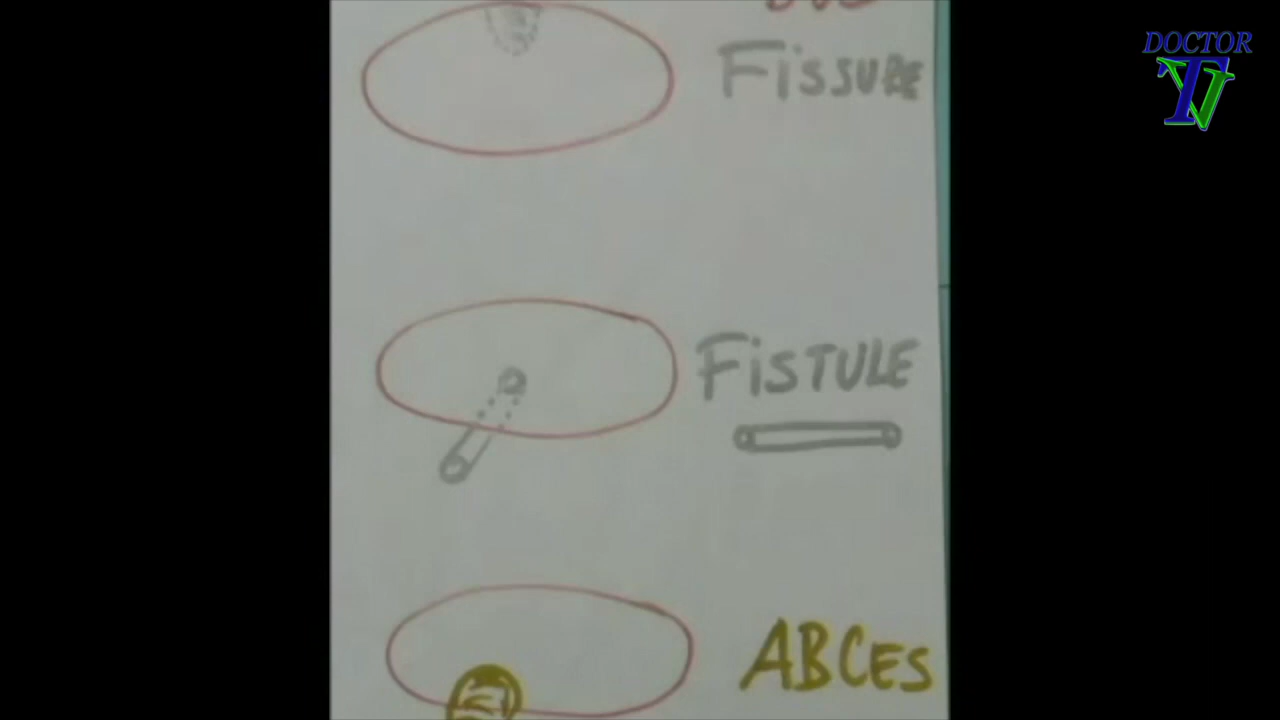 DOCTOR
TV
FissuRE
FisTULE
ABCES